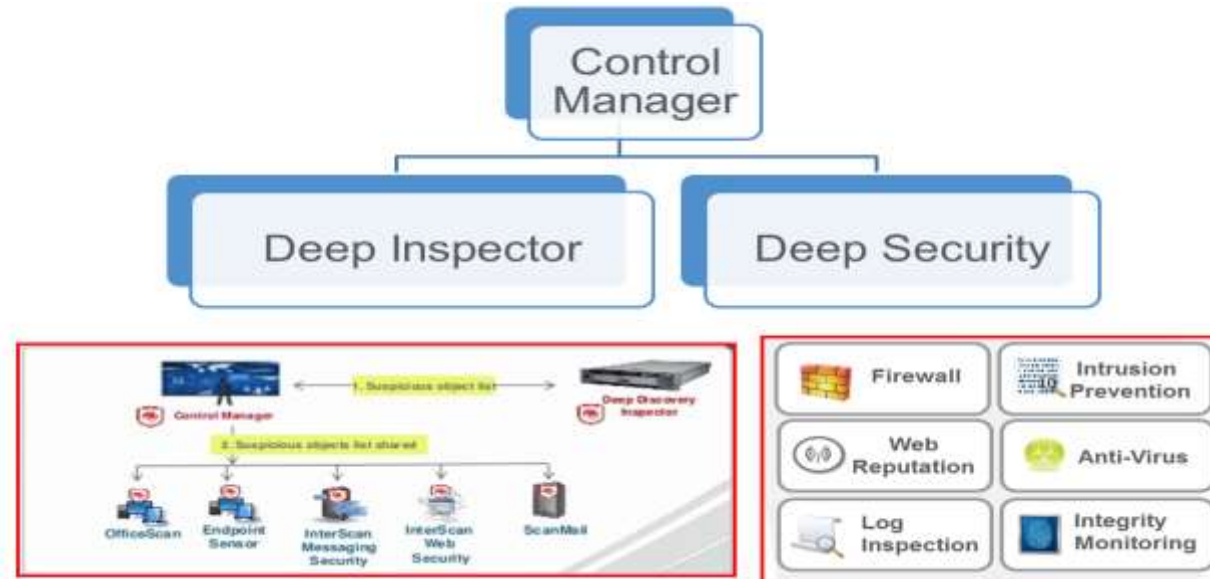 Control
Manager
Deep Inspector
Deep Security
1. Suspicious object list
Control Manager
Deep Discovery
Inspector
2. Suspicious objects list shared
OfficeScan
Endpoint
Sensor
InterScan
Messaging
Security
InterScan
Web
Security
ScanMail
Firewall
Intrusion
Prevention
Web
Reputation
Anti-Virus
Log
Inspection
Integrity
Monitoring